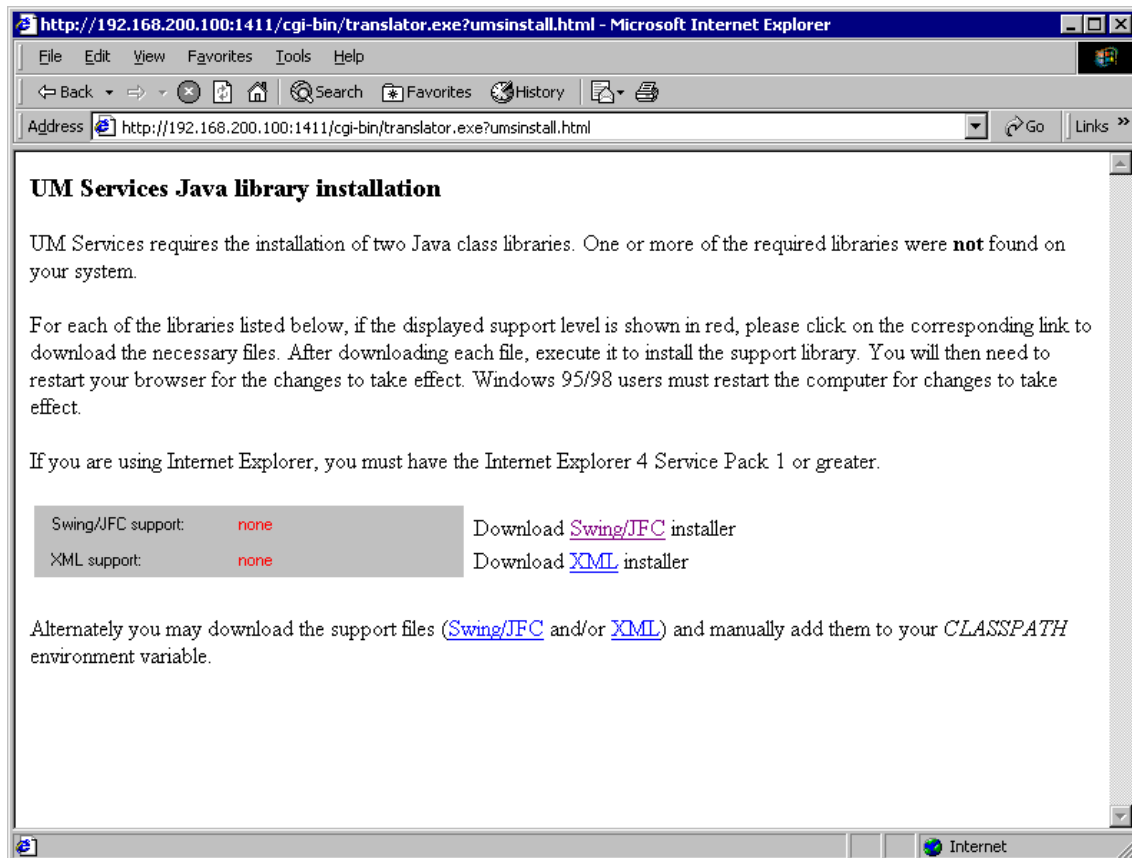 http://192.168.200.100:1411/cgi-bin/translator.exe?umsinstall.html - Microsoft Internet Explorer
File Edit View Favorites Tools Help
Back Search Favorites History
Address http://192.168.200.100:1411/cgi-bin/translator.exe?umsinstall.html Go Links »
UM Services Java library installation
UM Services requires the installation of two Java class libraries. One or more of the required libraries were not found on
your system.
For each of the libraries listed below, if the displayed support level is shown in red, please click on the corresponding link to
download the necessary files. After downloading each file, execute it to install the support library. You will then need to
restart your browser for the changes to take effect. Windows 95/98 users must restart the computer for changes to take
effect.
If you are using Internet Explorer, you must have the Internet Explorer 4 Service Pack 1 or greater.
Swing/JFC support: none Download Swing/JFC installer
XML support: none Download XML installer
Alternately you may download the support files (Swing/JFC and/or XML) and manually add them to your CLASSPATH
environment variable.
Internet